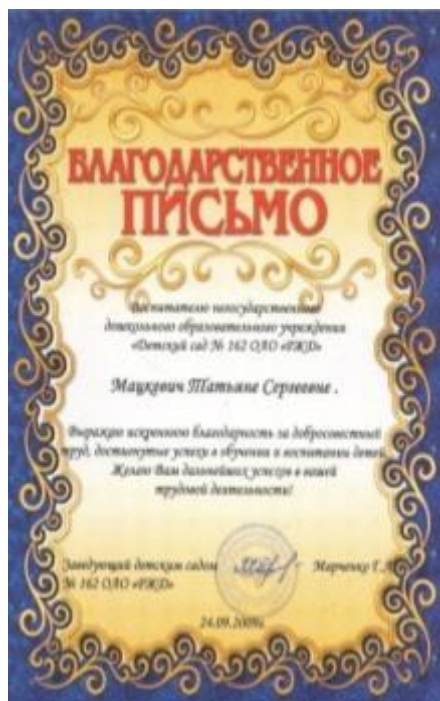 БЛАГОДАРСТВЕННОЕ
ПИСЬМО
Воспитателю негосударственного
дошкольного образовательного учреждения
«Детский сад № 162 ОАО «РЖД»
Мацкович Татьяне Сергеевне .
Выражаю искреннюю благодарность за добросовестный
труд, достигнутые успехи в обучении и воспитании детей.
Желаю Вам дальнейших успехов в вашей
трудовой деятельности!
Заведующий детским садом Марченко
№ 162 ОАО «РЖД»
24.09.2009г.